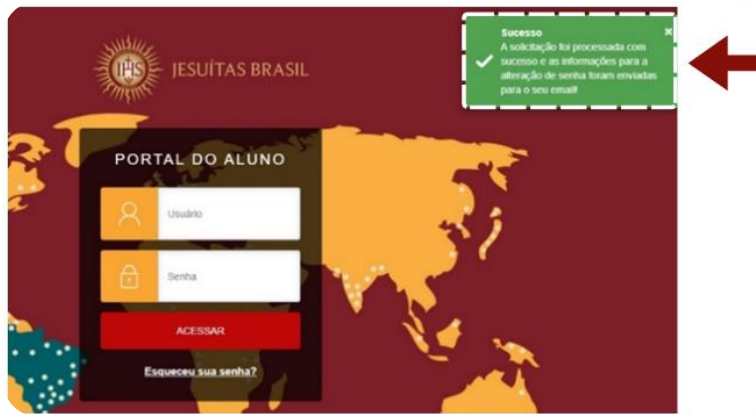 IHS
JESUÍTAS BRASIL
Sucesso
A solicitação foi processada com
sucesso e as informações para a
alteração de senha foram enviadas
para o seu email!
PORTAL DO ALUNO
Usuário
Senha
ACESSAR
Esqueceu sua senha?